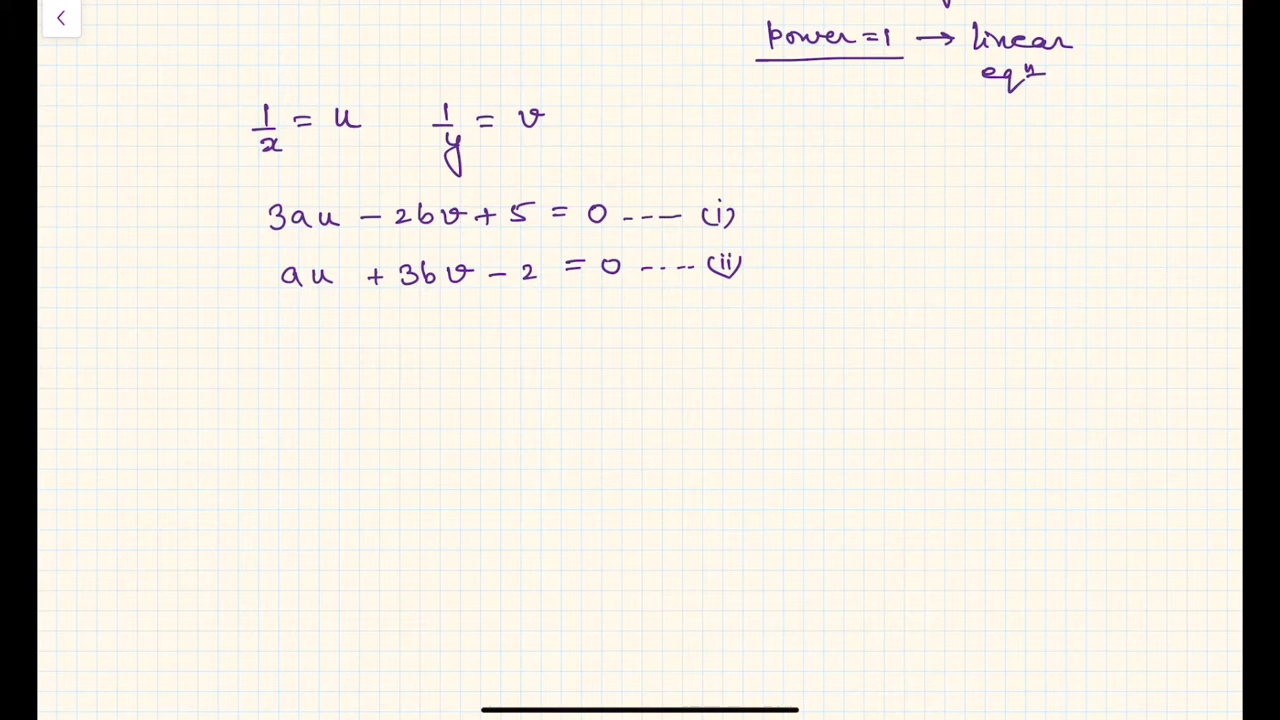 power = 1 → linear
eqⁿ
1/x = u 1/y = v
3au - 2bv + 5 = 0 ---- (i)
au + 3bv - 2 = 0 ---- (ii)